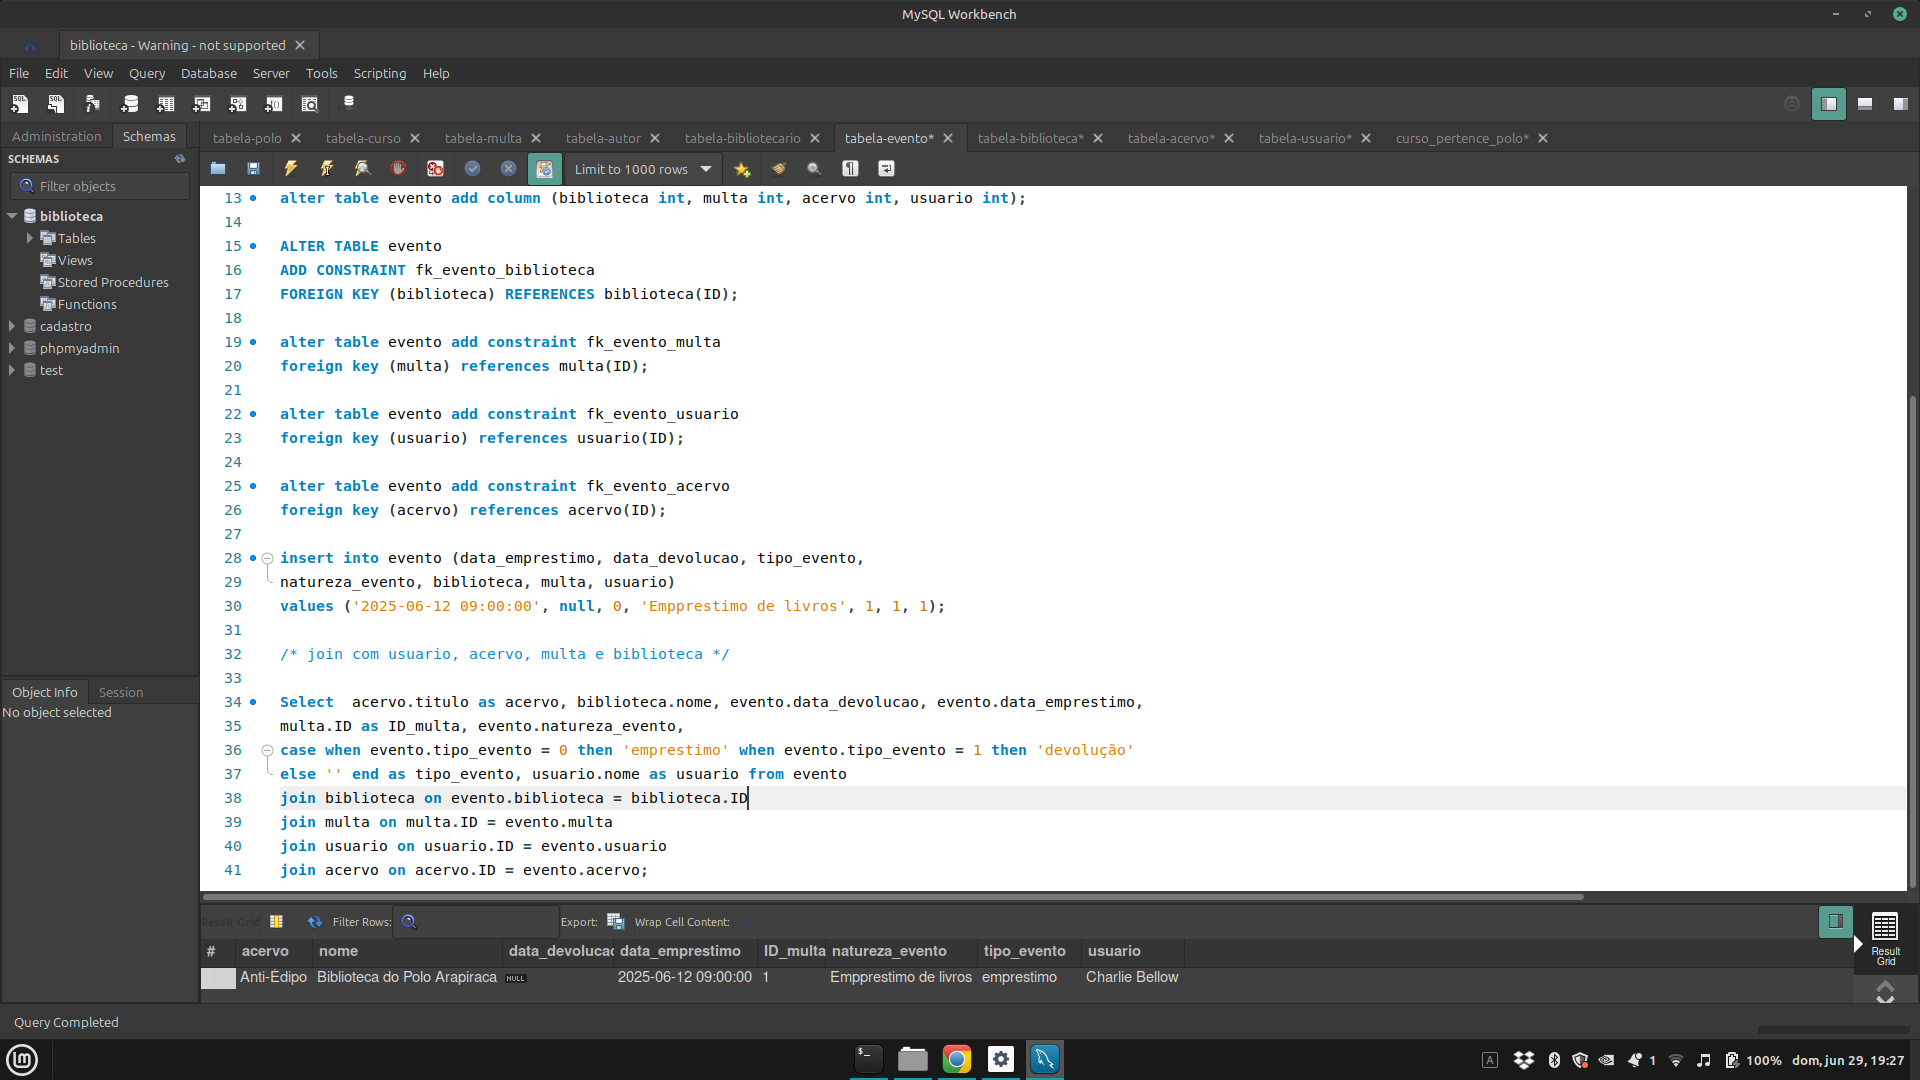 MySQL Workbench
biblioteca - Warning - not supported
File Edit View Query Database Server Tools Scripting Help
Administration Schemas
tabela-polo tabela-curso tabela-multa tabela-autor tabela-bibliotecario tabela-evento* tabela-biblioteca* tabela-acervo* tabela-usuario* curso_pertence_polo*
SCHEMAS
Filter objects
biblioteca
Tables
Views
Stored Procedures
Functions
cadastro
phpmyadmin
test
Object Info Session
No object selected
Limit to 1000 rows
13 alter table evento add column (biblioteca int, multa int, acervo int, usuario int);
14
15 ALTER TABLE evento
16 ADD CONSTRAINT fk_evento_biblioteca
17 FOREIGN KEY (biblioteca) REFERENCES biblioteca(ID);
18
19 alter table evento add constraint fk_evento_multa
20 foreign key (multa) references multa(ID);
21
22 alter table evento add constraint fk_evento_usuario
23 foreign key (usuario) references usuario(ID);
24
25 alter table evento add constraint fk_evento_acervo
26 foreign key (acervo) references acervo(ID);
27
28 insert into evento (data_emprestimo, data_devolucao, tipo_evento,
29 natureza_evento, biblioteca, multa, usuario)
30 values ('2025-06-12 09:00:00', null, 0, 'Empprestimo de livros', 1, 1, 1);
31
32 /* join com usuario, acervo, multa e biblioteca */
33
34 Select  acervo.titulo as acervo, biblioteca.nome, evento.data_devolucao, evento.data_emprestimo,
35 multa.ID as ID_multa, evento.natureza_evento,
36 case when evento.tipo_evento = 0 then 'emprestimo' when evento.tipo_evento = 1 then 'devolução'
37 else '' end as tipo_evento, usuario.nome as usuario from evento
38 join biblioteca on evento.biblioteca = biblioteca.ID
39 join multa on multa.ID = evento.multa
40 join usuario on usuario.ID = evento.usuario
41 join acervo on acervo.ID = evento.acervo;
Result Grid Filter Rows: Export: Wrap Cell Content:
# acervo nome data_devolucac data_emprestimo ID_multa natureza_evento tipo_evento usuario
Anti-Édipo Biblioteca do Polo Arapiraca NULL 2025-06-12 09:00:00 1 Empprestimo de livros emprestimo Charlie Bellow
Result
Grid
Query Completed
A 1 100% dom, jun 29, 19:27